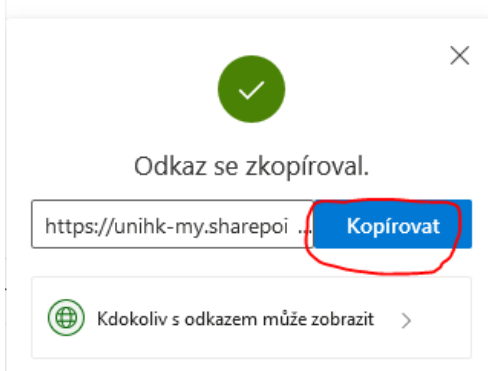 Odkaz se zkopíroval.
https://unihk-my.sharepoi ... Kopírovat
Kdokoliv s odkazem může zobrazit